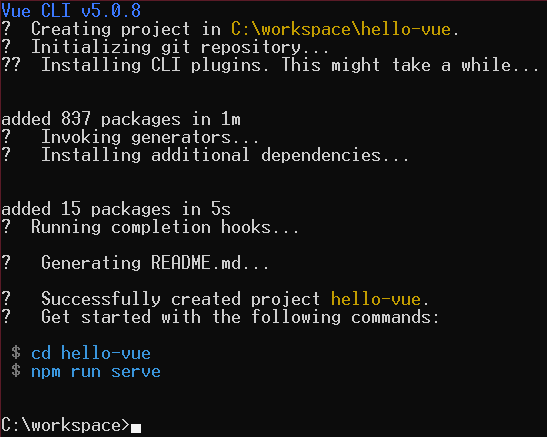 Vue CLI v5.0.8
?  Creating project in C:\workspace\hello-vue.
?  Initializing git repository...
??  Installing CLI plugins. This might take a while...
added 837 packages in 1m
?   Invoking generators...
?   Installing additional dependencies...
added 15 packages in 5s
?  Running completion hooks...
?   Generating README.md...
?   Successfully created project hello-vue.
?   Get started with the following commands:
$ cd hello-vue
$ npm run serve
C:\workspace>